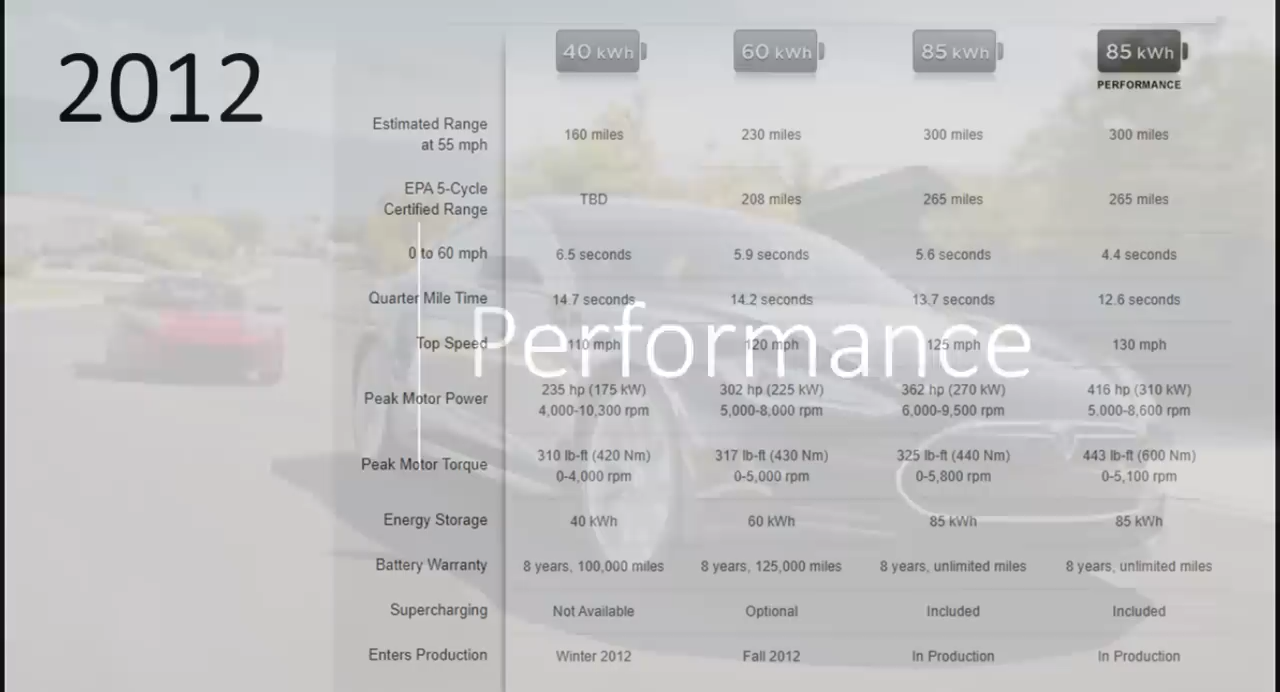 2012
40 kWh 60 kWh 85 kWh 85 kWh
PERFORMANCE
Estimated Range
at 55 mph 160 miles 230 miles 300 miles 300 miles
EPA 5-Cycle
Certified Range TBD 208 miles 265 miles 265 miles
0 to 60 mph 6.5 seconds 5.9 seconds 5.6 seconds 4.4 seconds
Quarter Mile Time 14.7 seconds 14.2 seconds 13.7 seconds 12.6 seconds
Performance
Top Speed 110 mph 120 mph 125 mph 130 mph
Peak Motor Power 235 hp (175 kW) 302 hp (225 kW) 362 hp (270 kW) 416 hp (310 kW)
4,000-10,300 rpm 5,000-8,000 rpm 6,000-9,500 rpm 5,000-8,600 rpm
Peak Motor Torque 310 lb-ft (420 Nm) 317 lb-ft (430 Nm) 325 lb-ft (440 Nm) 443 lb-ft (600 Nm)
0-4,000 rpm 0-5,000 rpm 0-5,800 rpm 0-5,100 rpm
Energy Storage 40 kWh 60 kWh 85 kWh 85 kWh
Battery Warranty 8 years, 100,000 miles 8 years, 125,000 miles 8 years, unlimited miles 8 years, unlimited miles
Supercharging Not Available Optional Included Included
Enters Production Winter 2012 Fall 2012 In Production In Production